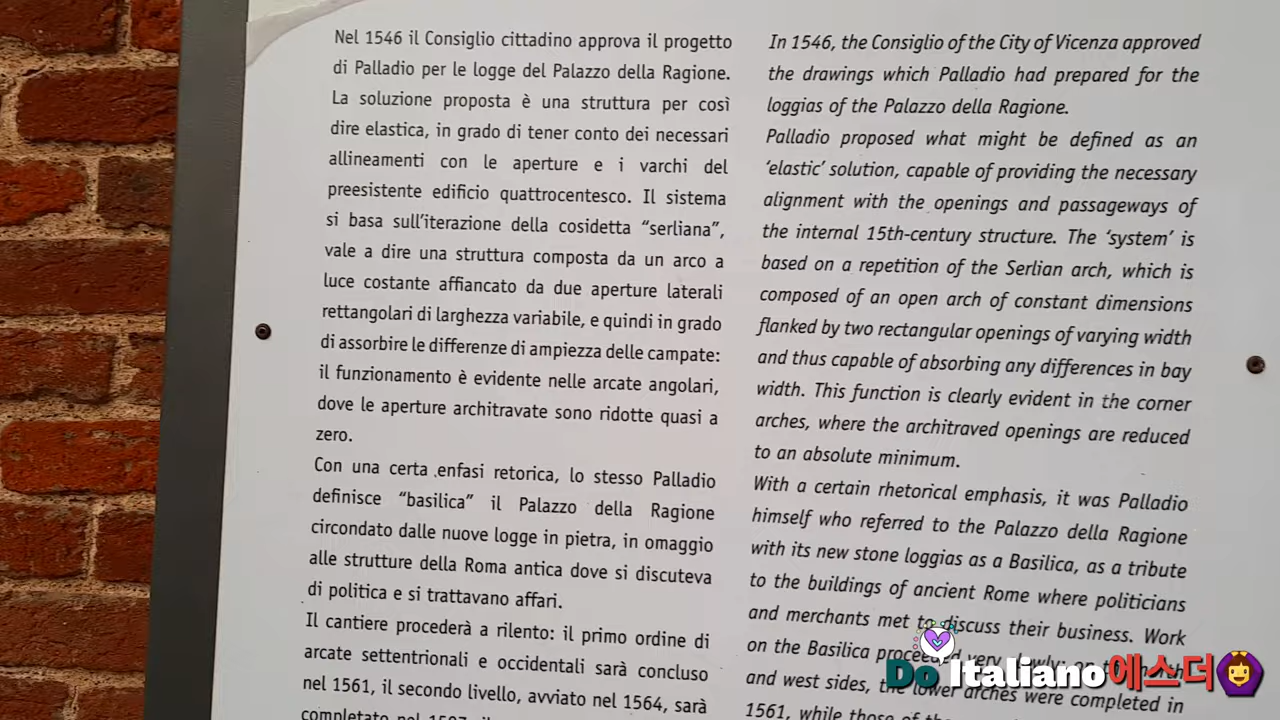 Nel 1546 il Consiglio cittadino approva il progetto
di Palladio per le logge del Palazzo della Ragione.
La soluzione proposta è una struttura per così
dire elastica, in grado di tener conto dei necessari
allineamenti con le aperture e i varchi del
preesistente edificio quattrocentesco. Il sistema
si basa sull'iterazione della cosidetta "serliana",
vale a dire una struttura composta da un arco a
luce costante affiancato da due aperture laterali
rettangolari di larghezza variabile, e quindi in grado
di assorbire le differenze di ampiezza delle campate:
il funzionamento è evidente nelle arcate angolari,
dove le aperture architravate sono ridotte quasi a
zero.
Con una certa enfasi retorica, lo stesso Palladio
definisce "basilica" il Palazzo della Ragione
circondato dalle nuove logge in pietra, in omaggio
alle strutture della Roma antica dove si discuteva
di politica e si trattavano affari.
Il cantiere procederà a rilento: il primo ordine di
arcate settentrionali e occidentali sarà concluso
nel 1561, il secondo livello, avviato nel 1564, sarà
completato nel
In 1546, the Consiglio of the City of Vicenza approved
the drawings which Palladio had prepared for the
loggias of the Palazzo della Ragione.
Palladio proposed what might be defined as an
'elastic' solution, capable of providing the necessary
alignment with the openings and passageways of
the internal 15th-century structure. The 'system' is
based on a repetition of the Serlian arch, which is
composed of an open arch of constant dimensions
flanked by two rectangular openings of varying width
and thus capable of absorbing any differences in bay
width. This function is clearly evident in the corner
arches, where the architraved openings are reduced
to an absolute minimum.
With a certain rhetorical emphasis, it was Palladio
himself who referred to the Palazzo della Ragione
with its new stone loggias as a Basilica, as a tribute
to the buildings of ancient Rome where politicians
and merchants met to discuss their business. Work
on the Basilica proceeded very slowly:
and west sides, the lower arches were completed in
1561, while those of
Do Italiano에스더